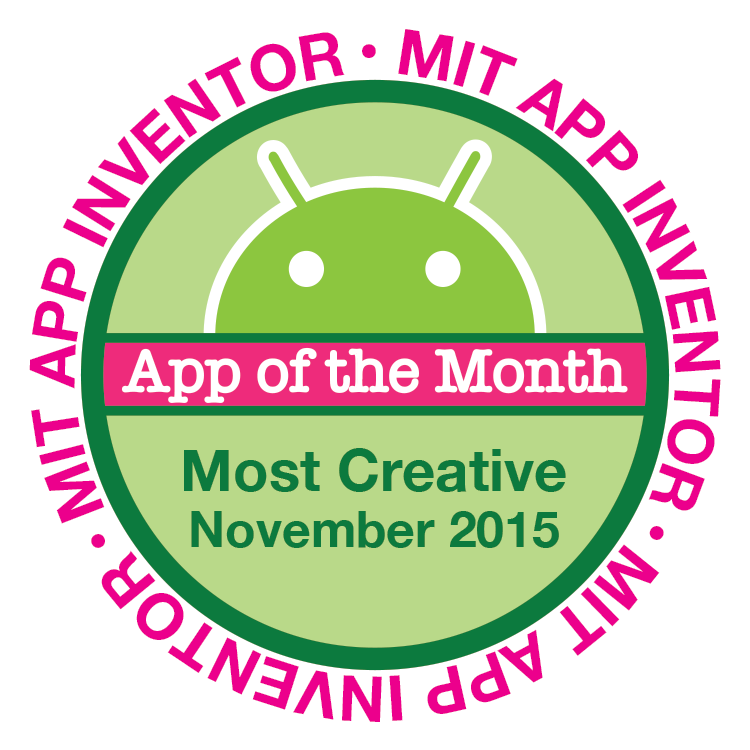 MIT APP INVENTOR • MIT APP INVENTOR • MIT APP INVENTOR •
App of the Month
Most Creative
November 2015